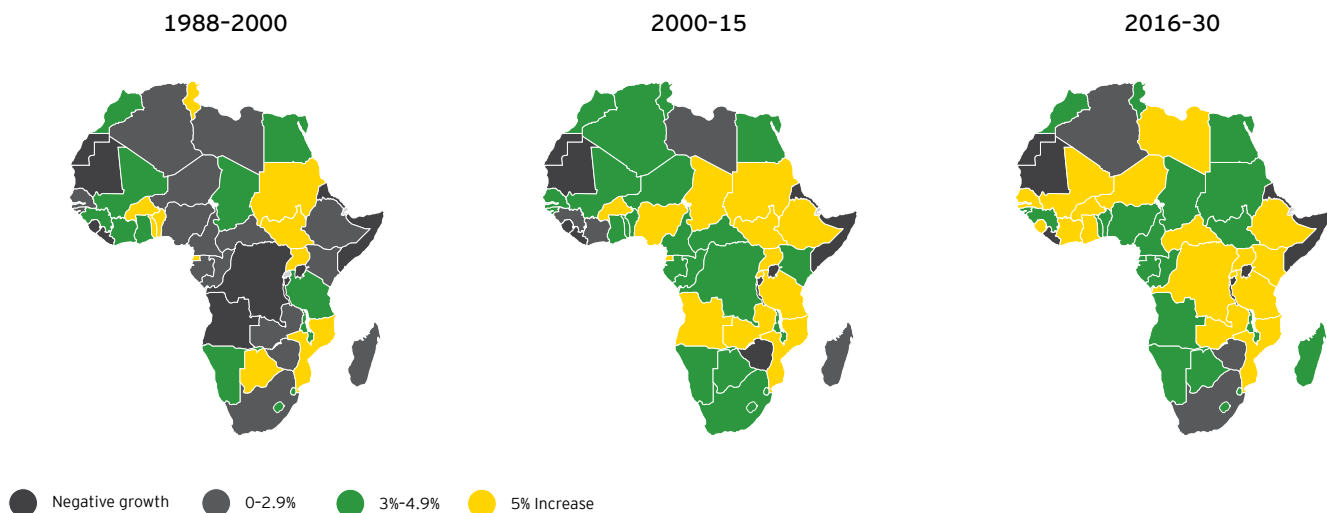 1988-2000
2000-15
2016-30
Negative growth
0-2.9%
3%-4.9%
5% Increase